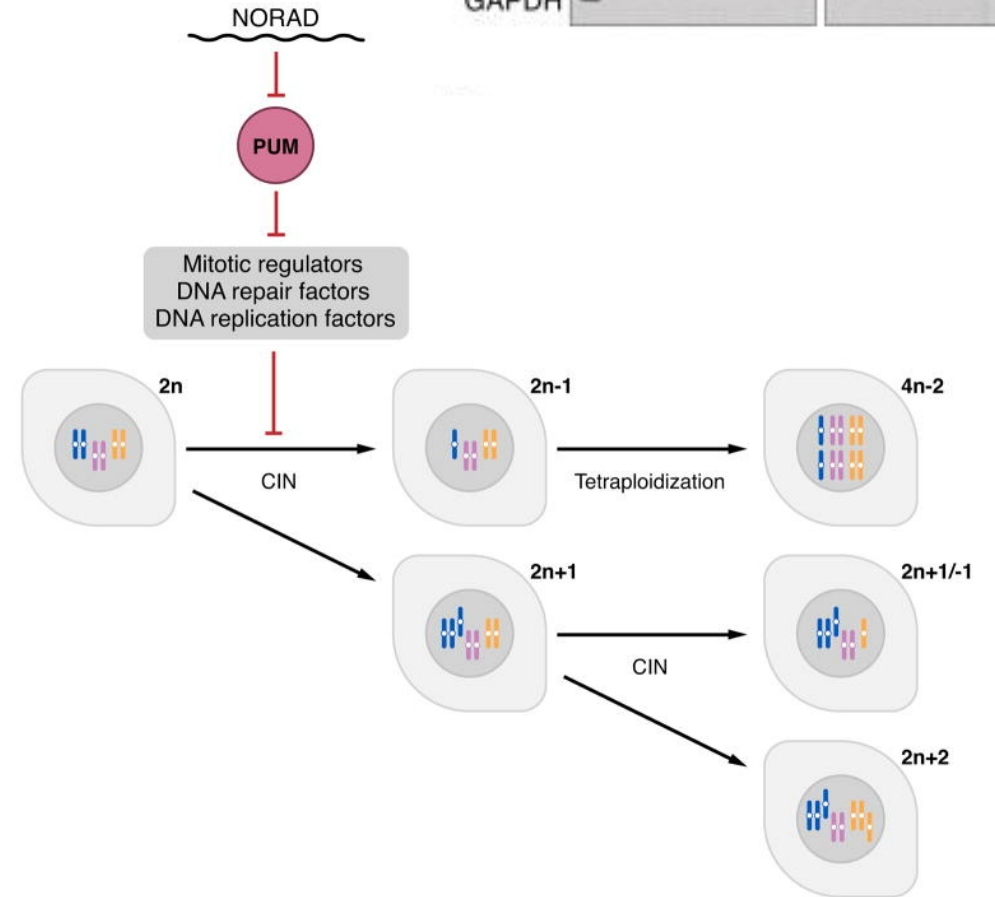 GAPDH
NORAD
PUM
Mitotic regulators
DNA repair factors
DNA replication factors
2n
2n-1
4n-2
CIN
Tetraploidization
2n+1
2n+1/-1
CIN
2n+2